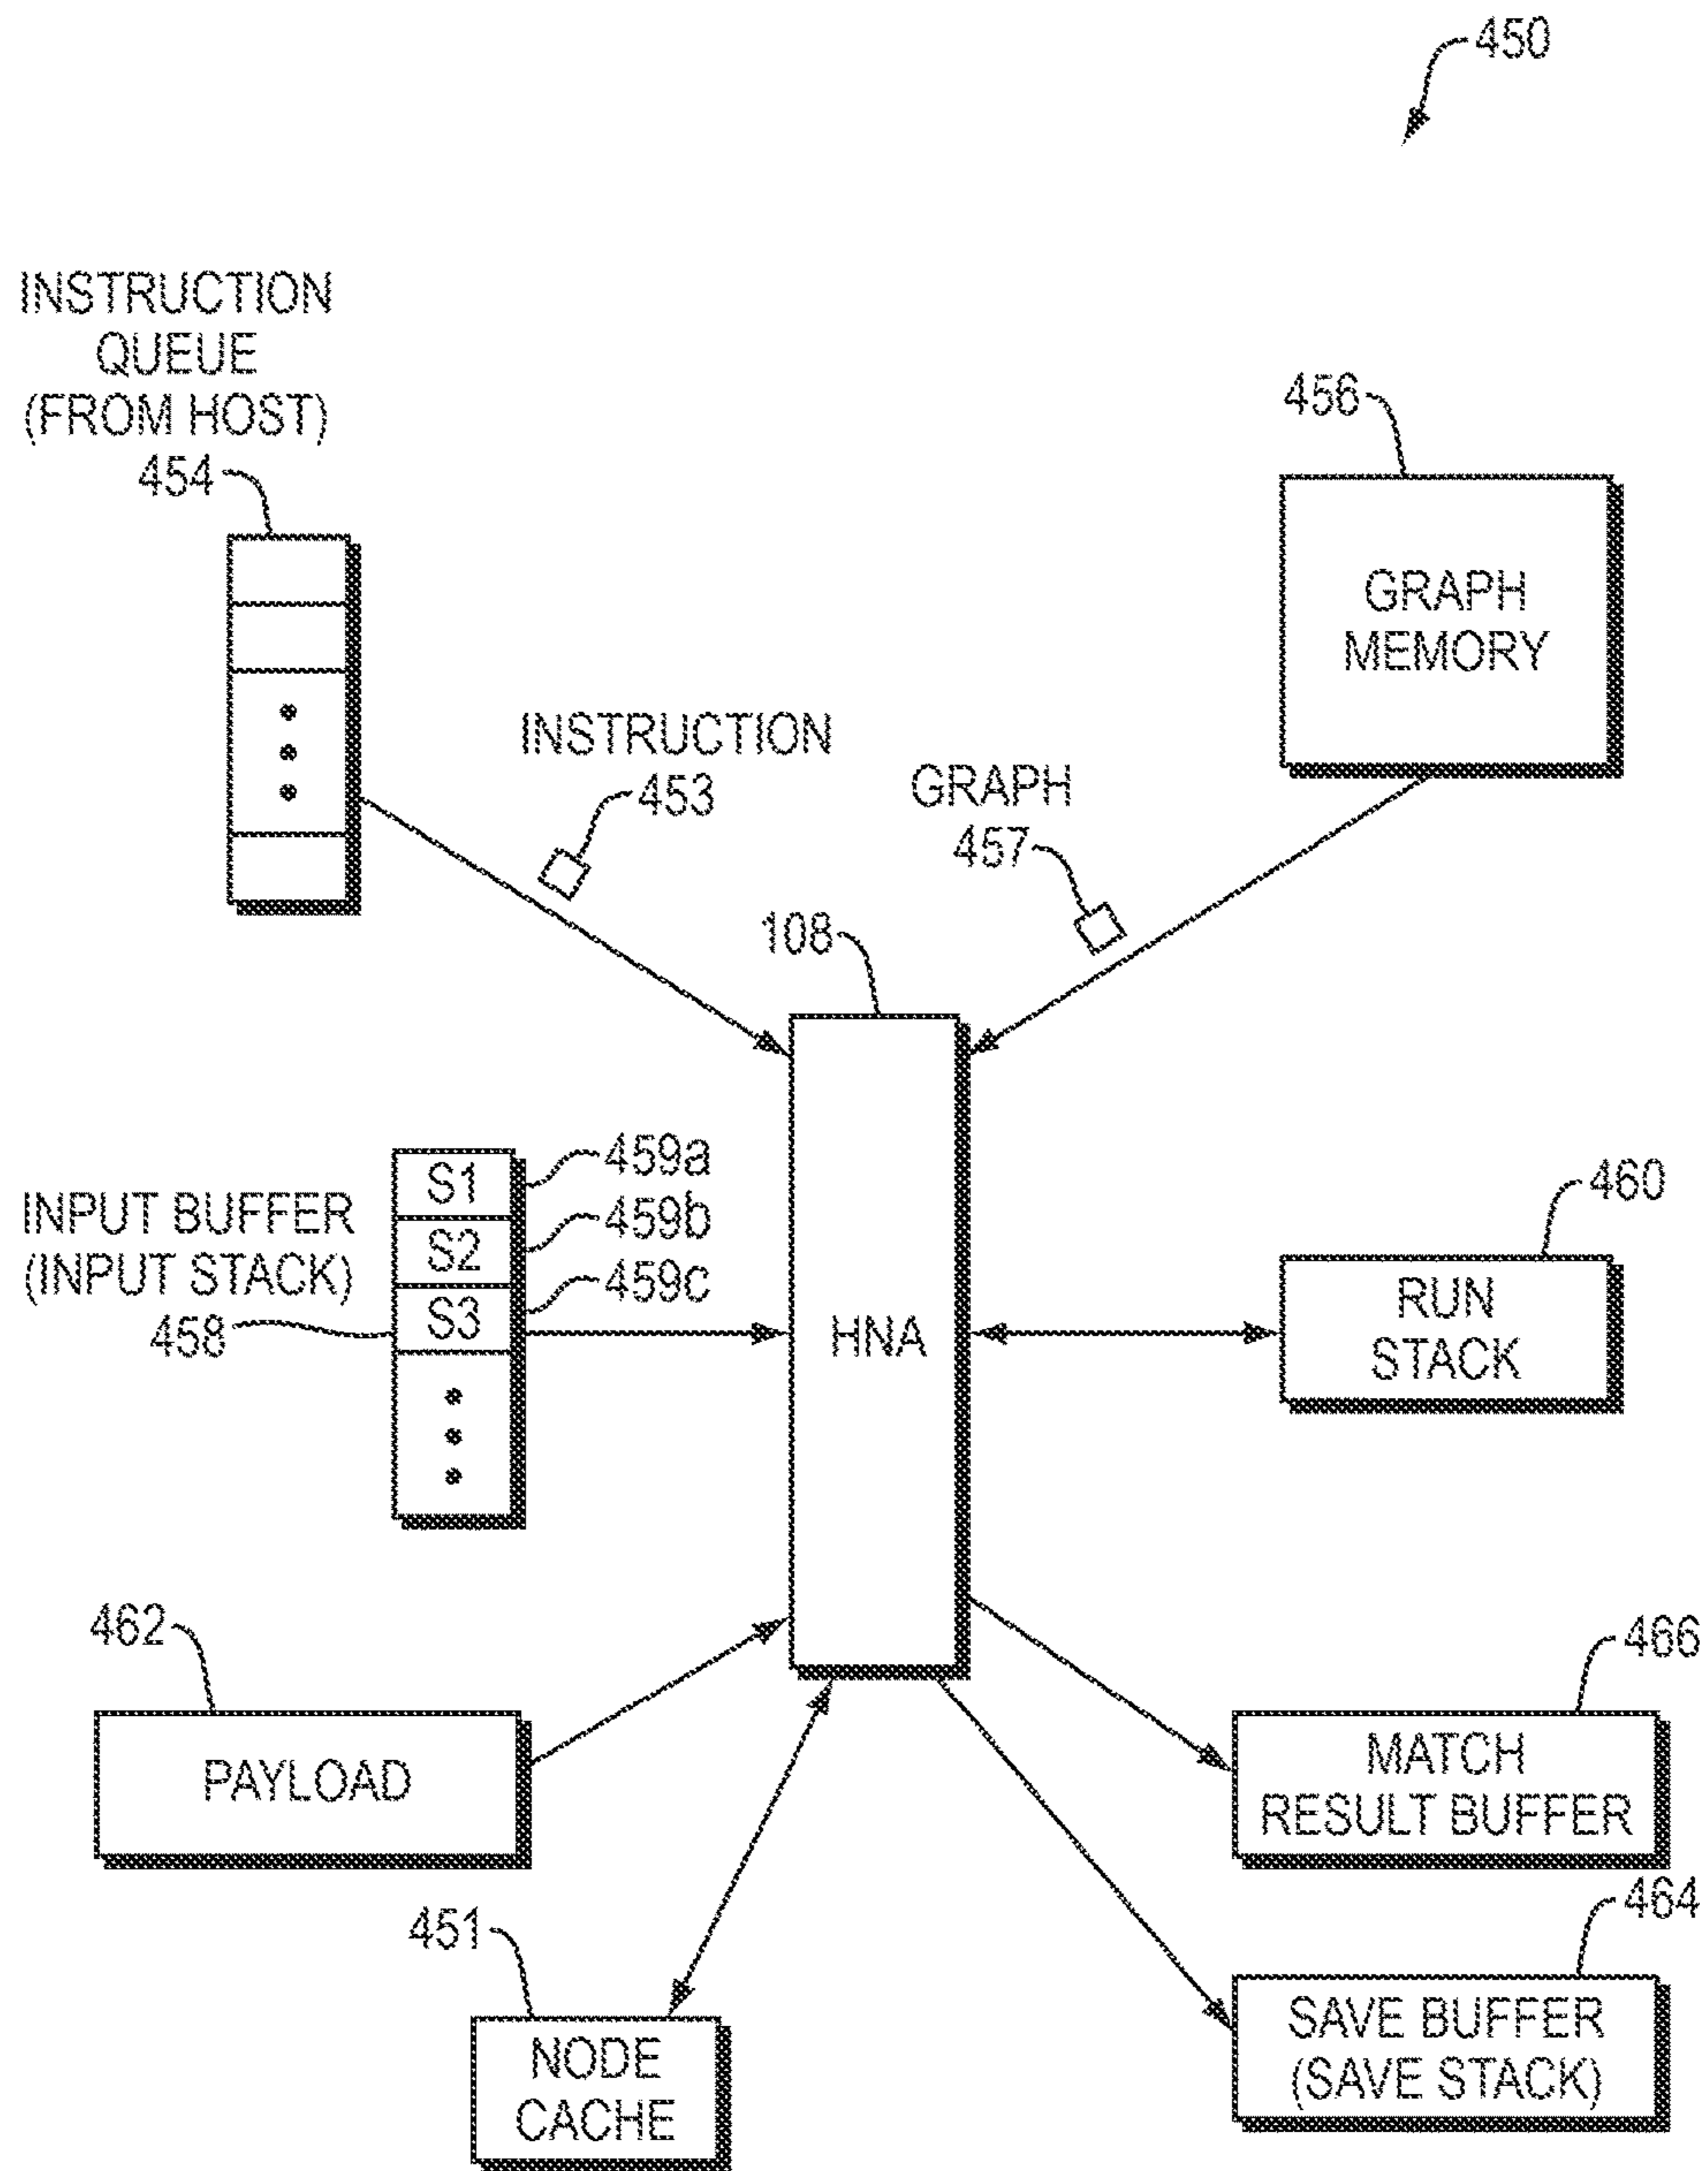 450
INSTRUCTION
QUEUE
(FROM HOST)
454
456
GRAPH
MEMORY
INSTRUCTION
453
GRAPH
457
108
HNA
INPUT BUFFER
(INPUT STACK)
458
S1
S2
S3
459a
459b
459c
460
RUN
STACK
462
PAYLOAD
466
MATCH
RESULT BUFFER
451
NODE
CACHE
464
SAVE BUFFER
(SAVE STACK)